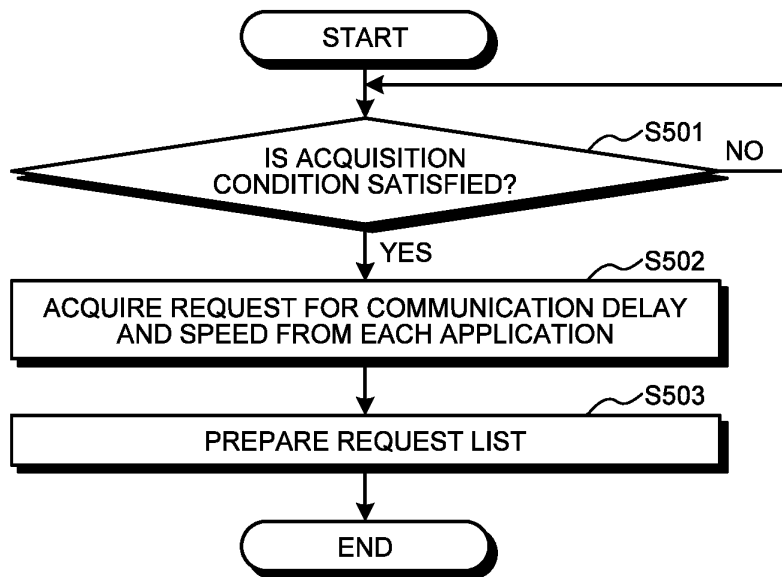 START
S501
IS ACQUISITION
CONDITION SATISFIED?
NO
YES
S502
ACQUIRE REQUEST FOR COMMUNICATION DELAY
AND SPEED FROM EACH APPLICATION
S503
PREPARE REQUEST LIST
END